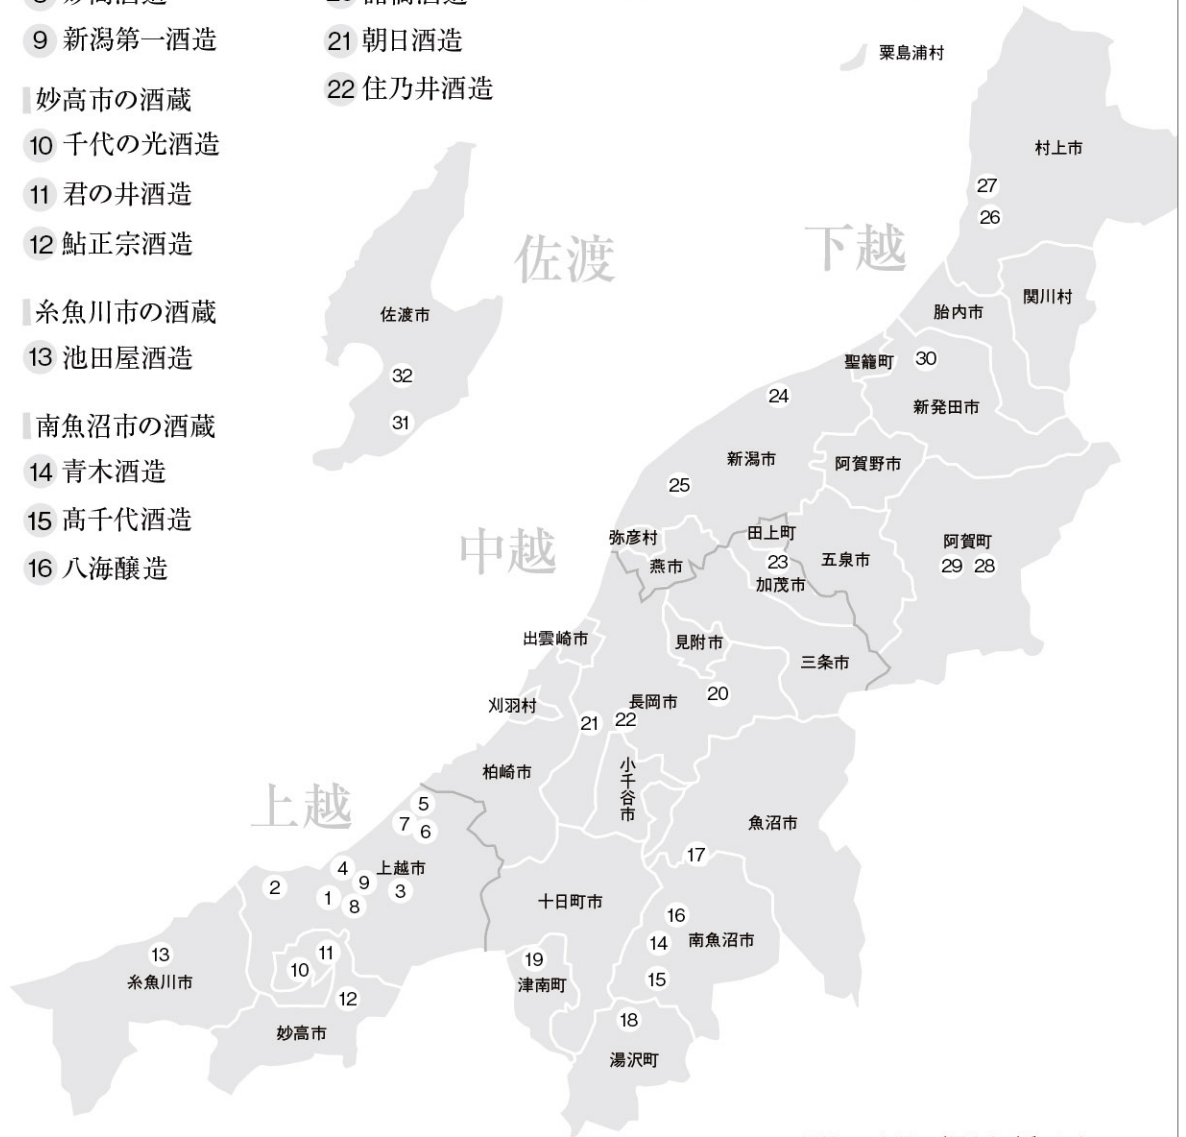 9 新潟第一酒造
妙高市の酒蔵
10 千代の光酒造
11 君の井酒造
12 鮎正宗酒造
糸魚川市の酒蔵
13 池田屋酒造
南魚沼市の酒蔵
14 青木酒造
15 髙千代酒造
16 八海醸造
21 朝日酒造
22 住乃井酒造
粟島浦村
村上市
27
26
下越
佐渡
関川村
胎内市
佐渡市
聖籠町
30
32
24
新発田市
31
新潟市
阿賀野市
25
中越
弥彦村
田上町
阿賀町
燕市
23
五泉市
29 28
加茂市
出雲崎市
見附市
三条市
20
刈羽村
長岡市
21
22
柏崎市
小千谷市
上越
5
7
6
魚沼市
17
4
上越市
2
9
3
1
8
十日町市
16
14
南魚沼市
13
11
19
10
糸魚川市
津南町
15
12
18
妙高市
湯沢町